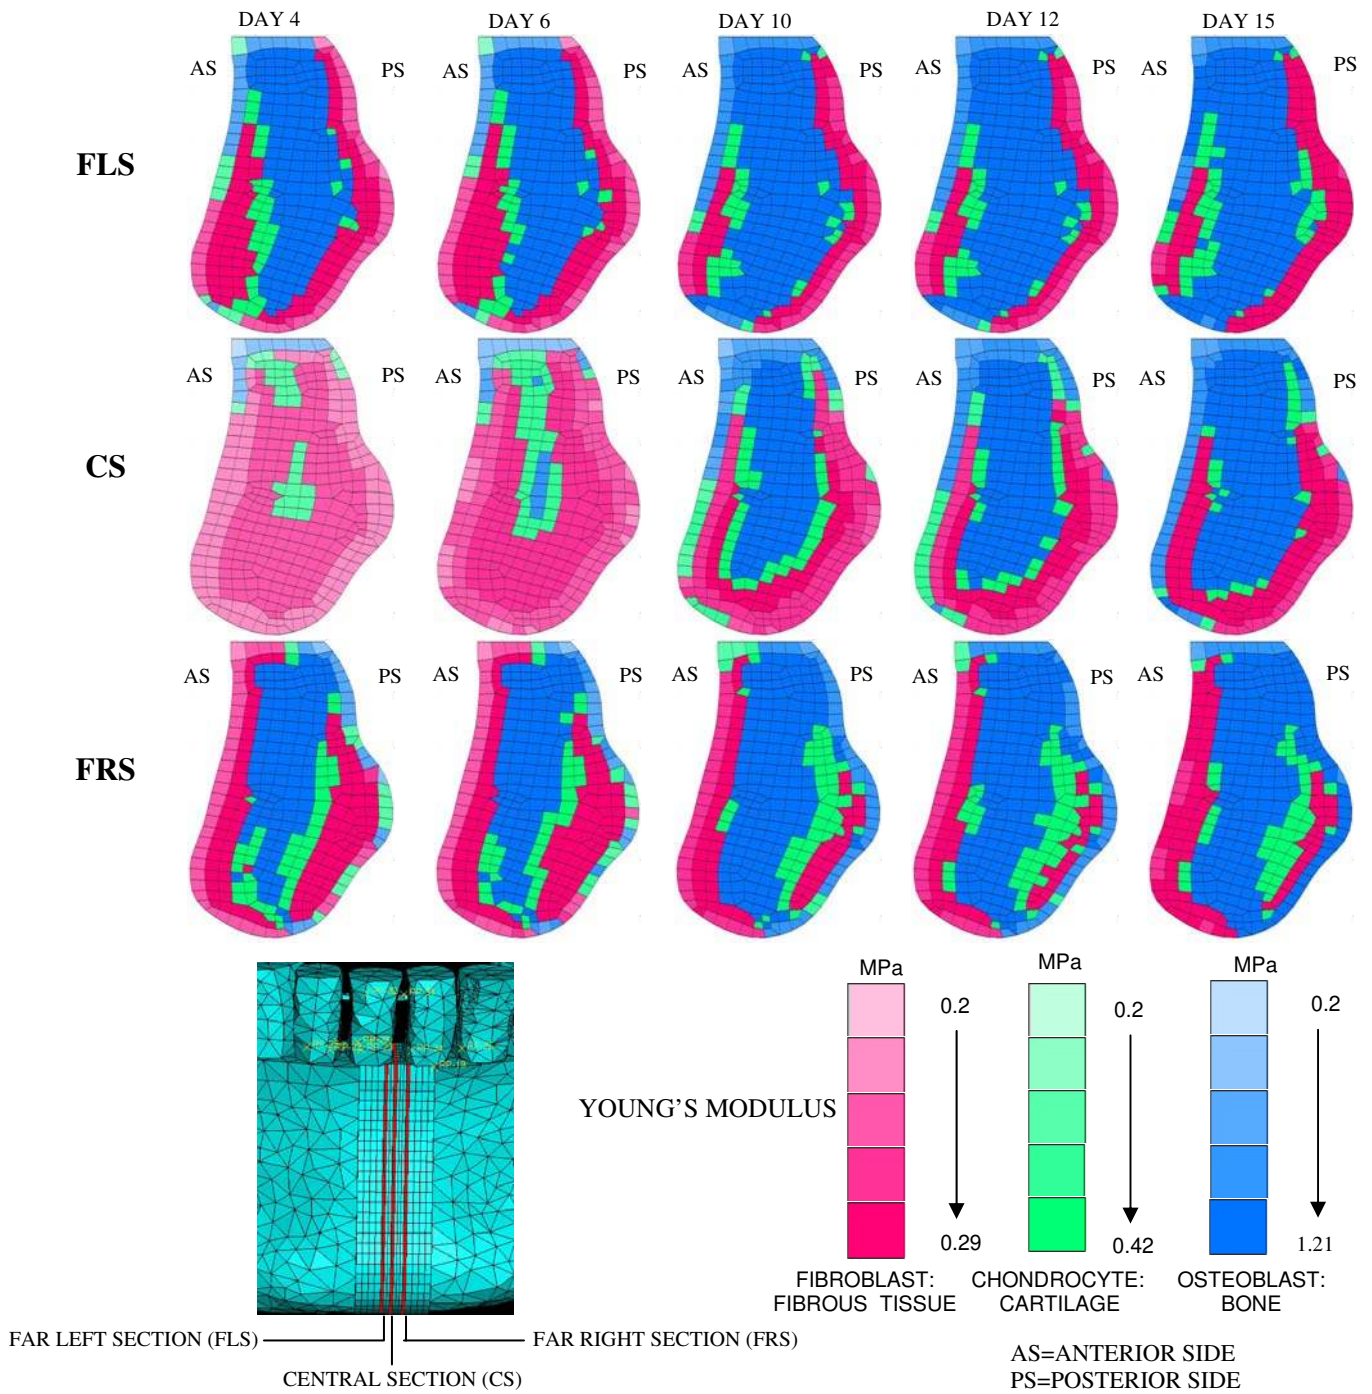 DAY 4 DAY 6 DAY 10 DAY 12 DAY 15
AS PS AS PS AS PS AS PS AS PS
FLS
AS PS AS PS AS PS AS PS AS PS
CS
AS PS AS PS AS PS AS PS AS PS
FRS
MPa MPa MPa
0.2 0.2 0.2
YOUNG'S MODULUS
0.29 0.42 1.21
FIBROBLAST: CHONDROCYTE: OSTEOBLAST:
FIBROUS TISSUE CARTILAGE BONE
FAR LEFT SECTION (FLS) FAR RIGHT SECTION (FRS)
CENTRAL SECTION (CS)
AS=ANTERIOR SIDE
PS=POSTERIOR SIDE